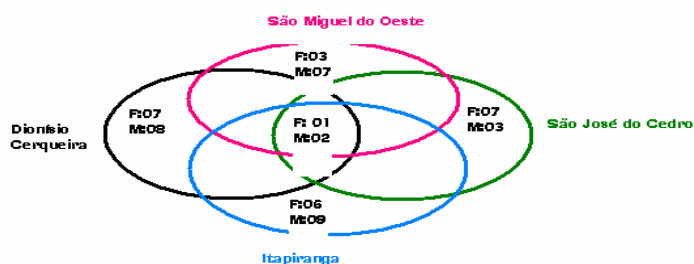 São Miguel do Oeste
F:03
M:07
F:07
M:08
F: 01
M:02
F:07
M:03
Dionísio
Cerqueira
São José do Cedro
F:06
M:09
Itapiranga